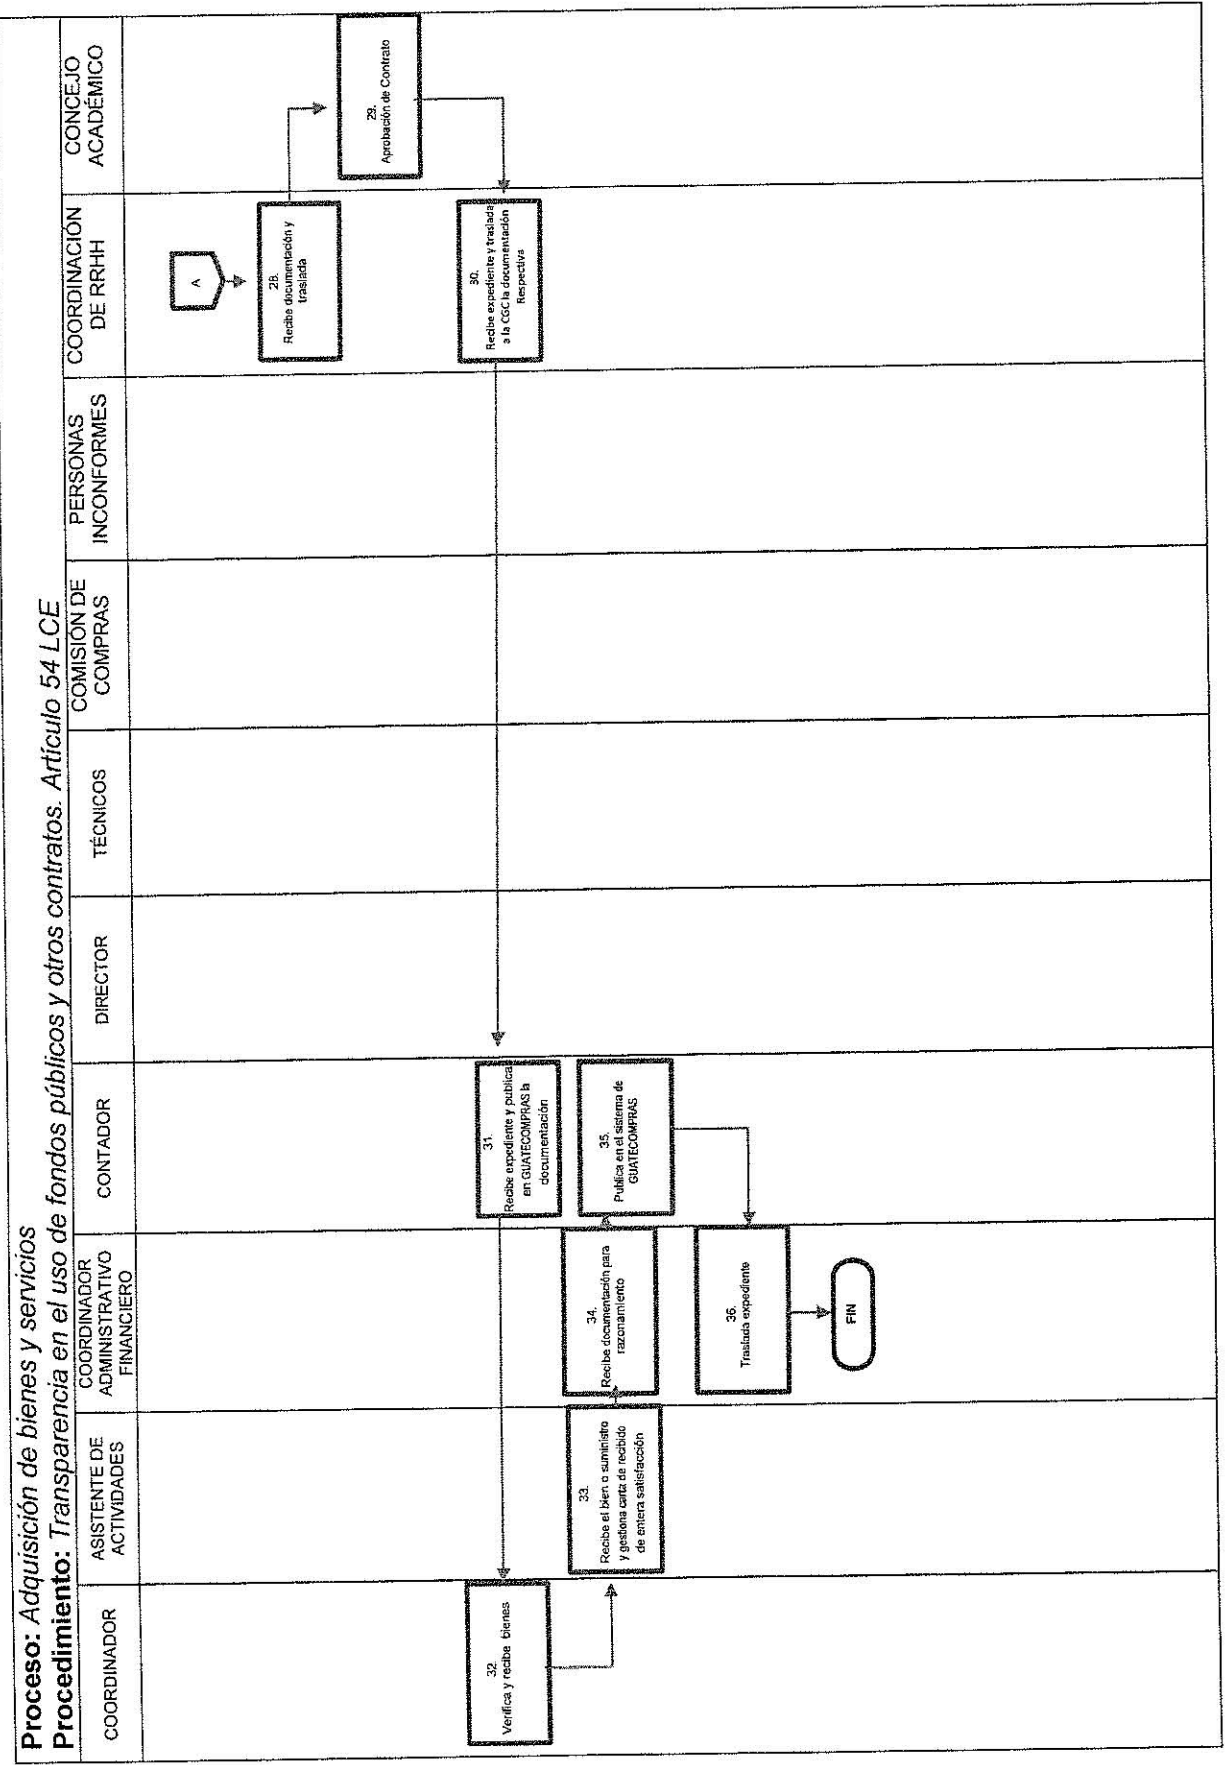 Proceso: Adquisición de bienes y servicios
Procedimiento: Transparencia en el uso de fondos públicos y otros contratos. Artículo 54 LCE
COORDINADOR
ASISTENTE DE
ACTIVIDADES
COORDINADOR
ADMINISTRATIVO
FINANCIERO
CONTADOR
DIRECTOR
TÉCNICOS
COMISIÓN DE
COMPRAS
PERSONAS
INCONFORMES
COORDINACIÓN
DE RRHH
CONCEJO
ACADÉMICO
A
28.
Recibe documentación y
traslada
29.
Aprobación de Contrato
30.
Recibe expediente y traslada
a la CGC la documentación
Respectiva
31.
Recibe expediente y publica
en GUATECOMPRAS la
documentación
32.
Verifica y recibe bienes
33.
Recibe el bien o suministro
y gestiona carta de recibido
de entera satisfacción
34.
Recibe documentación para
razonamiento
35.
Publica en el sistema de
GUATECOMPRAS
36.
Traslada expediente
FIN